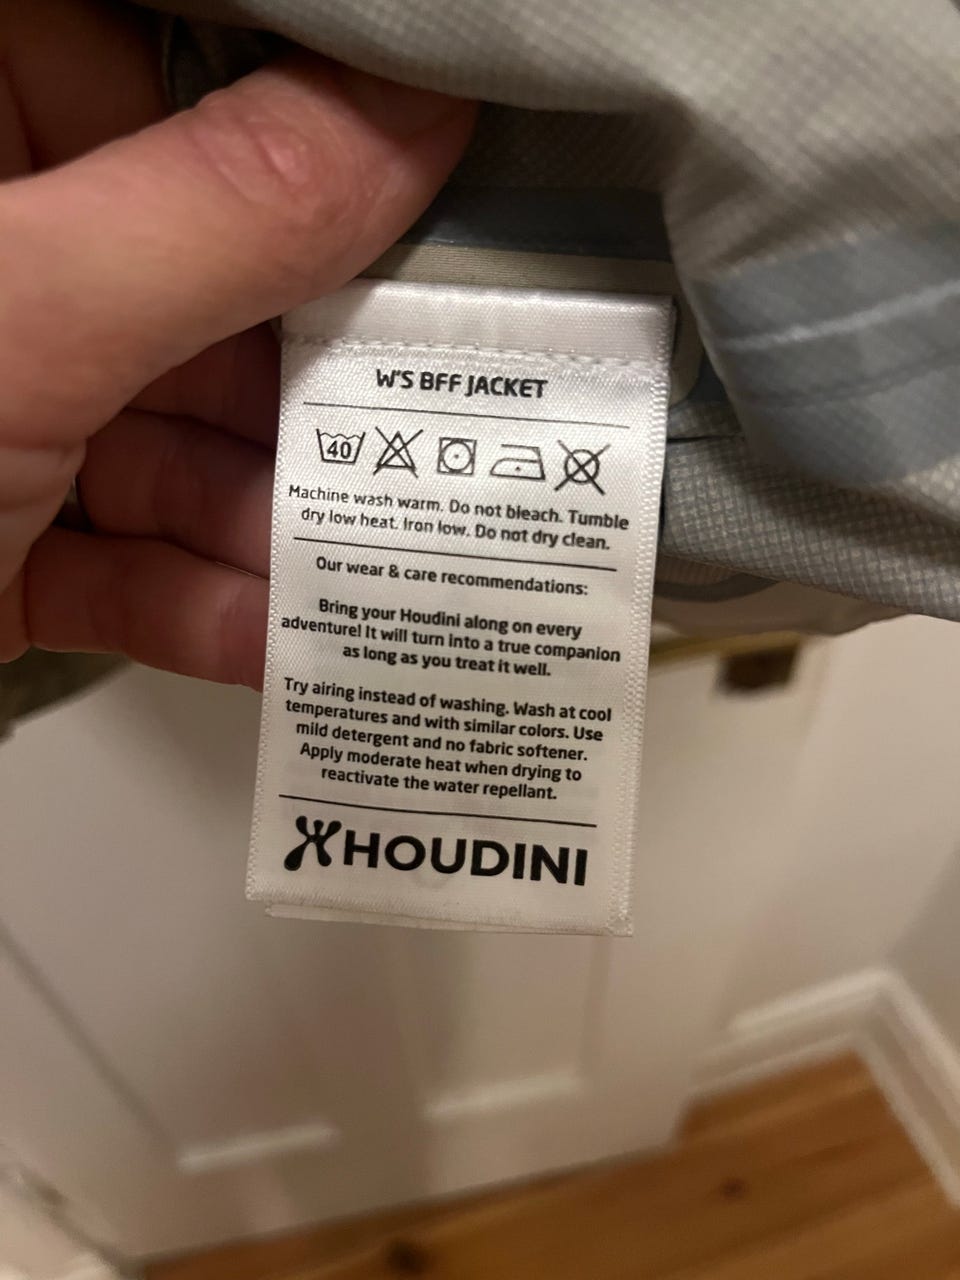 W'S BFF JACKET
40
Machine wash warm. Do not bleach. Tumble
dry low heat. Iron low. Do not dry clean.
Our wear & care recommendations:
Bring your Houdini along on every
adventure! It will turn into a true companion
as long as you treat it well.
Try airing instead of washing. Wash at cool
temperatures and with similar colors. Use
mild detergent and no fabric softener.
Apply moderate heat when drying to
reactivate the water repellant.
HOUDINI